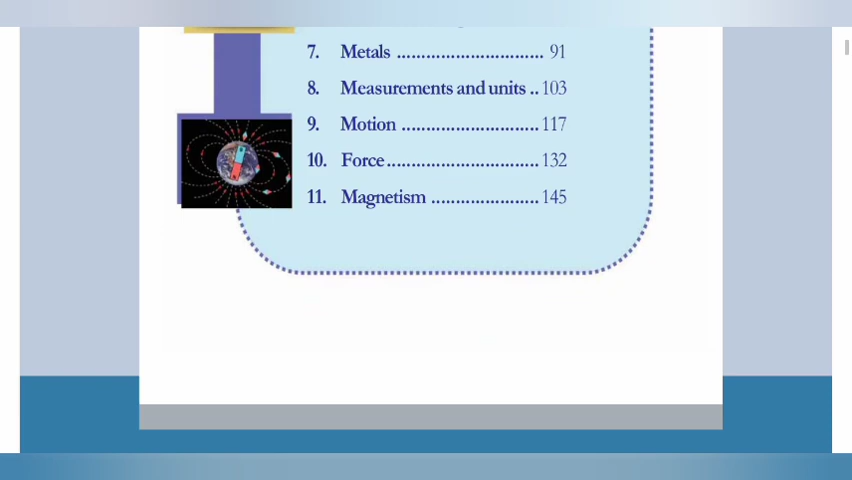 7. Metals .............................. 91
8. Measurements and units .. 103
9. Motion ............................ 117
10. Force ............................... 132
11. Magnetism ...................... 145